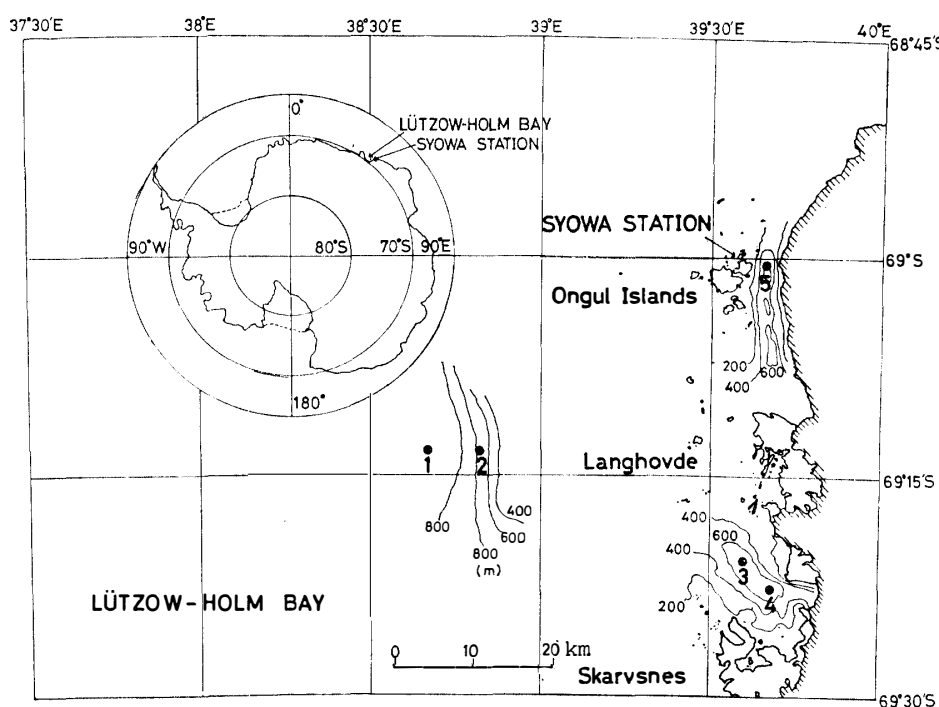 37°30'E 38°E 38°30'E 39°E 39°30'E 40°E
68°45'S
0°
LÜTZOW-HOLM BAY
SYOWA STATION
SYOWA STATION
90°W 80°S 70°S 90°E
69°S
5
Ongul Islands
200 600
400
180°
1 2
Langhovde
69°15'S
400
800 600
800
(m)
400 600
400
3
4
200
LÜTZOW-HOLM BAY
0 10 20 km
Skarvsnes
69°30'S